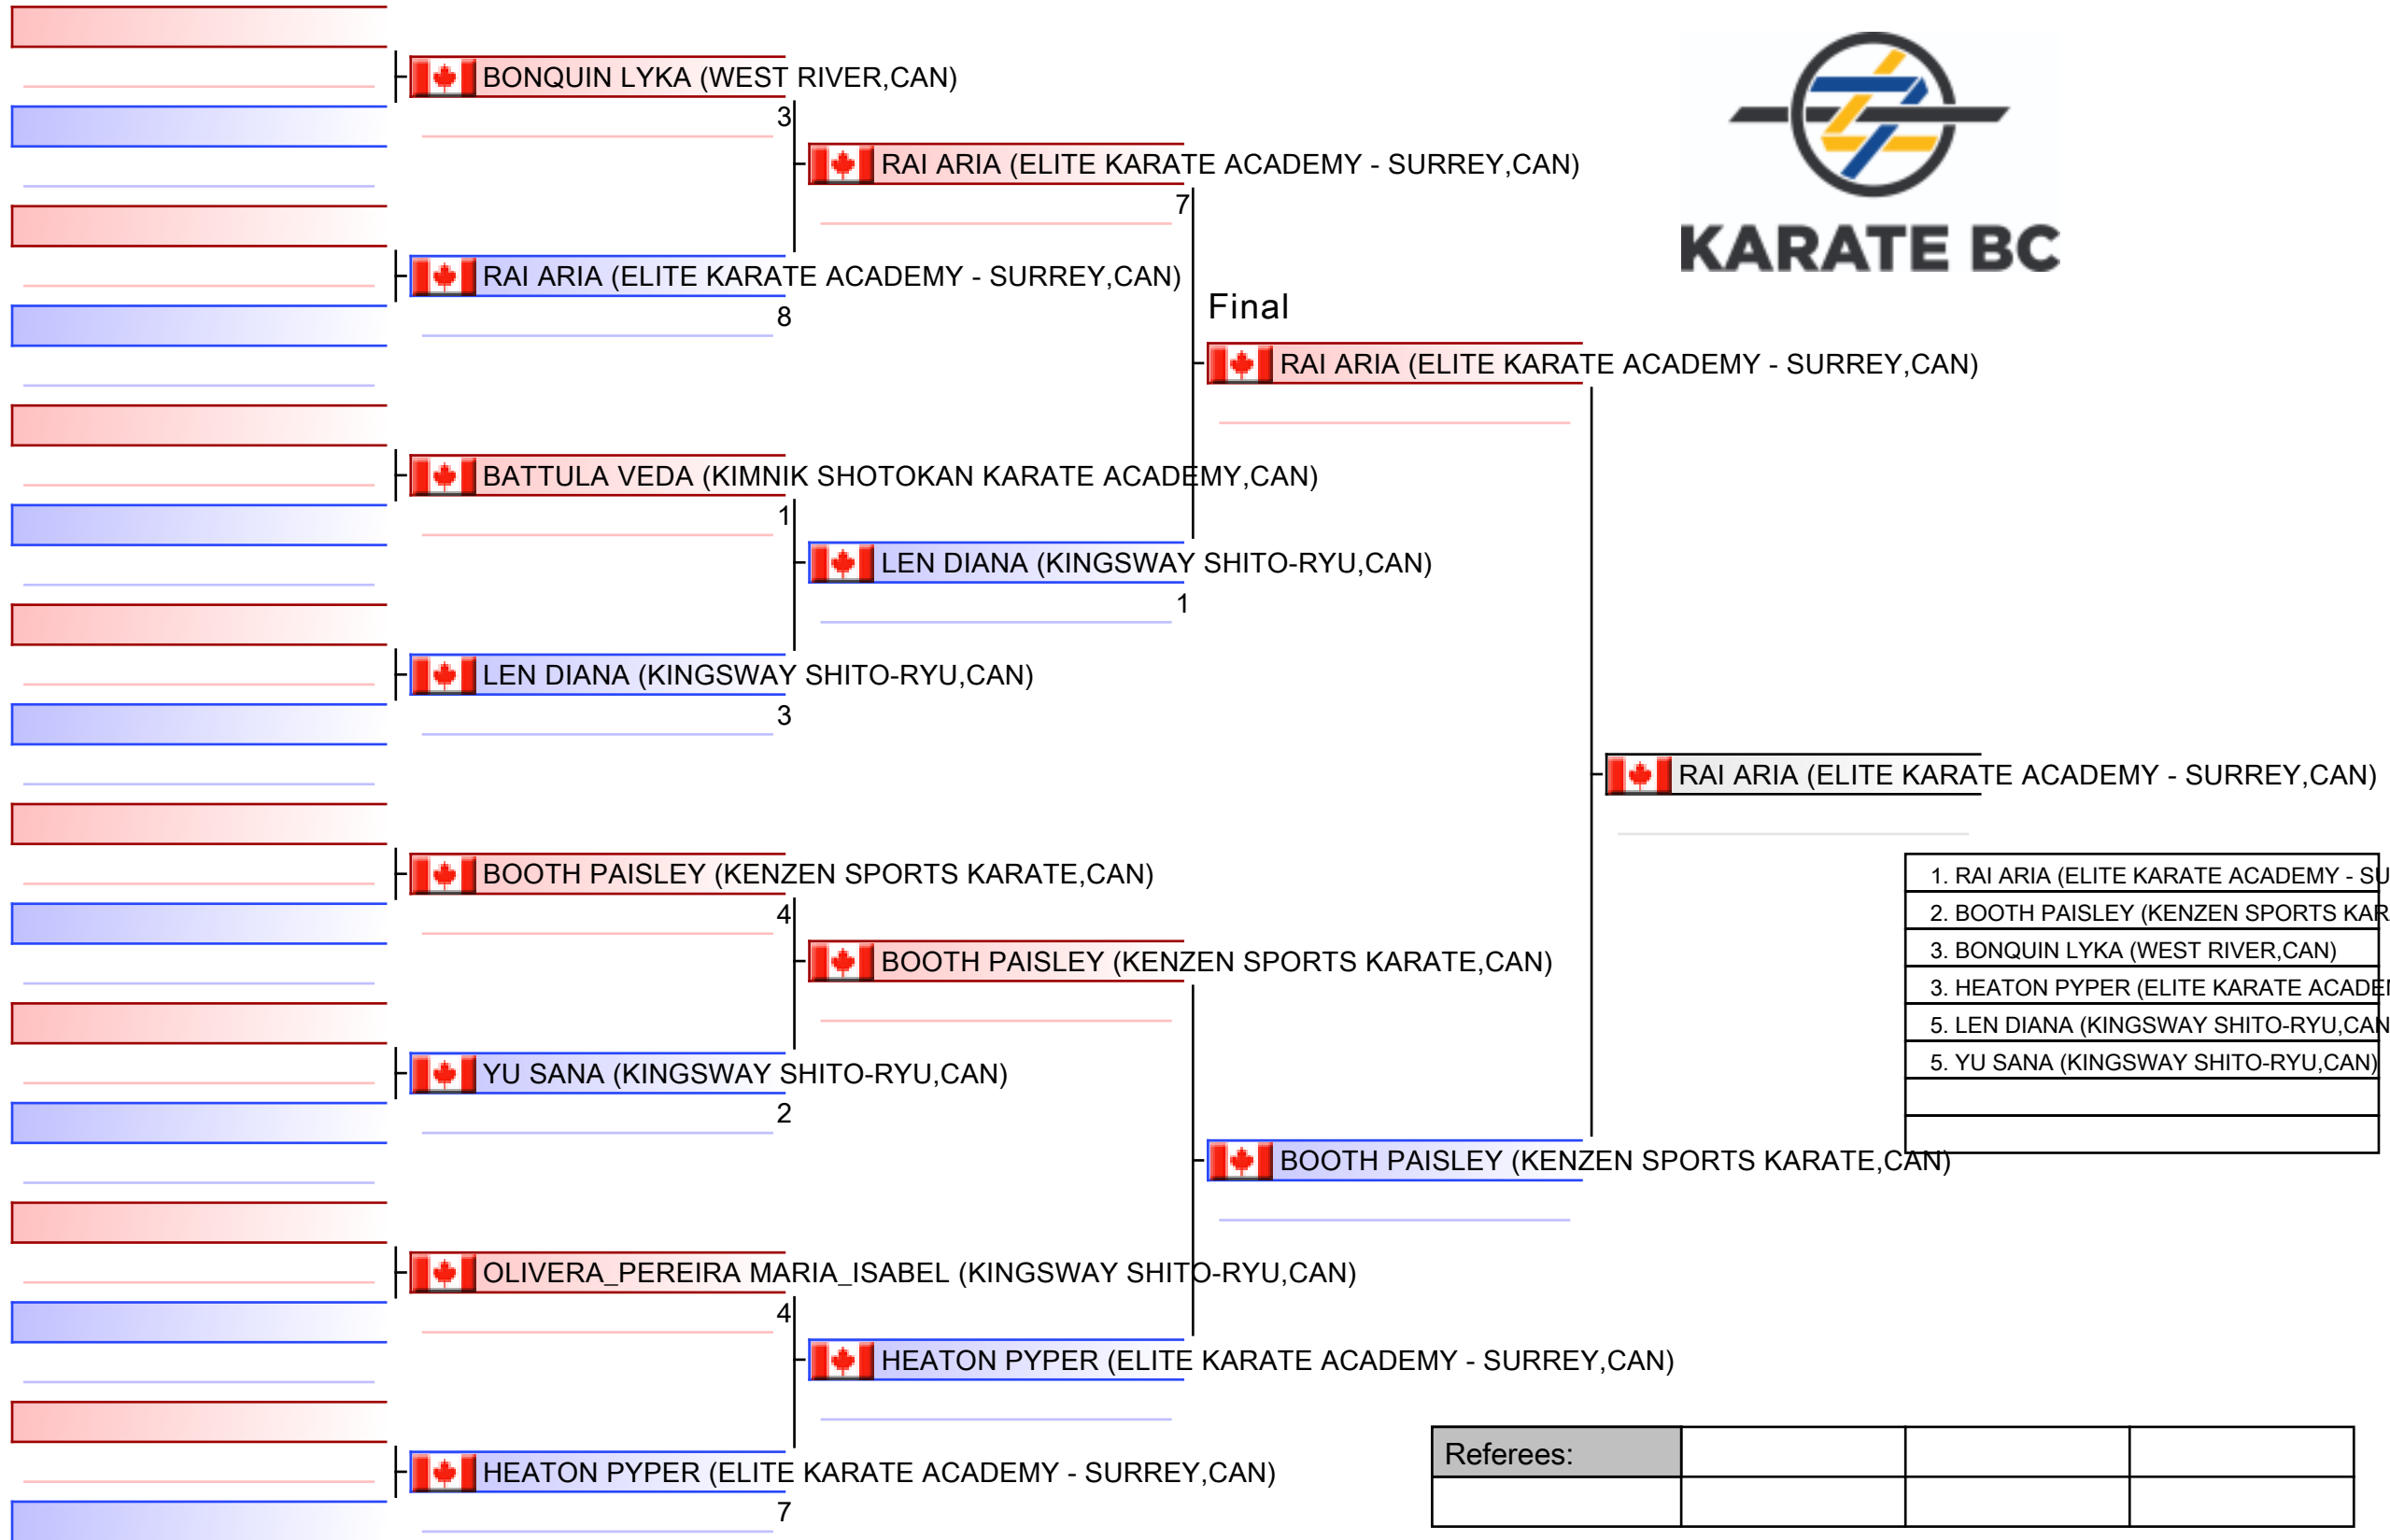 BONQUIN LYKA (WEST RIVER,CAN)
3
RAI ARIA (ELITE KARATE ACADEMY - SURREY,CAN)
7
KARATE BC
RAI ARIA (ELITE KARATE ACADEMY - SURREY,CAN)
8
Final
RAI ARIA (ELITE KARATE ACADEMY - SURREY,CAN)
BATTULA VEDA (KIMNIK SHOTOKAN KARATE ACADEMY,CAN)
1
LEN DIANA (KINGSWAY SHITO-RYU,CAN)
1
LEN DIANA (KINGSWAY SHITO-RYU,CAN)
3
RAI ARIA (ELITE KARATE ACADEMY - SURREY,CAN)
BOOTH PAISLEY (KENZEN SPORTS KARATE,CAN)
4
BOOTH PAISLEY (KENZEN SPORTS KARATE,CAN)
1. RAI ARIA (ELITE KARATE ACADEMY - SU
2. BOOTH PAISLEY (KENZEN SPORTS KAR
3. BONQUIN LYKA (WEST RIVER,CAN)
3. HEATON PYPER (ELITE KARATE ACADE
5. LEN DIANA (KINGSWAY SHITO-RYU,CAN
5. YU SANA (KINGSWAY SHITO-RYU,CAN)
YU SANA (KINGSWAY SHITO-RYU,CAN)
2
BOOTH PAISLEY (KENZEN SPORTS KARATE,CAN)
OLIVERA_PEREIRA MARIA_ISABEL (KINGSWAY SHITO-RYU,CAN)
4
HEATON PYPER (ELITE KARATE ACADEMY - SURREY,CAN)
HEATON PYPER (ELITE KARATE ACADEMY - SURREY,CAN)
7
Referees: